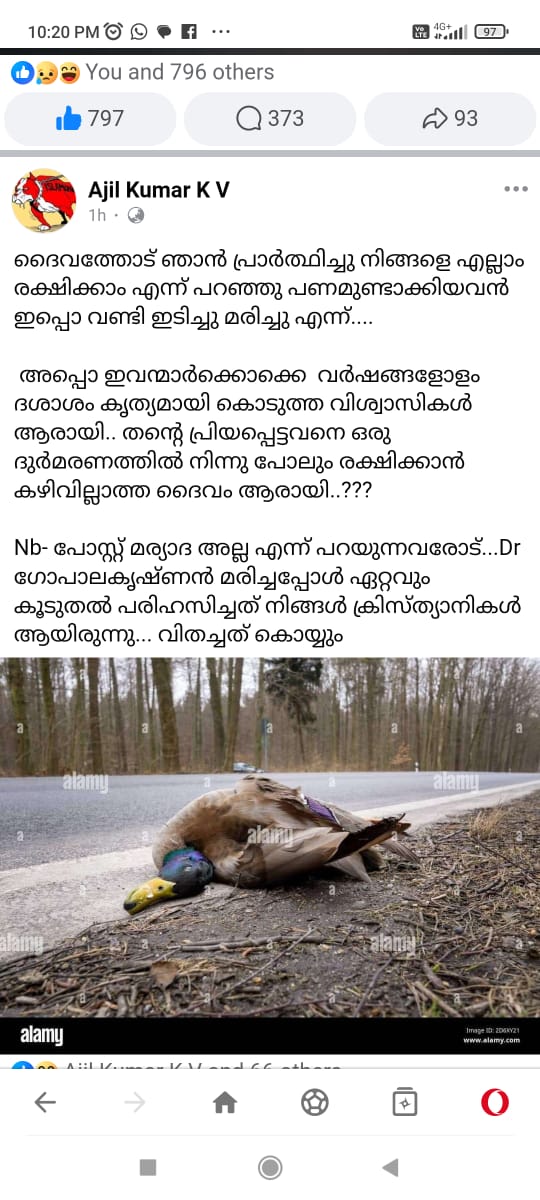 10:20 PM
Vo LTE 4G+ 97
You and 796 others
797 373 93
Ajil Kumar K V
1h ·
ദൈവത്തോട് ഞാൻ പ്രാർത്ഥിച്ചു നിങ്ങളെ എല്ലാം
രക്ഷിക്കാം എന്ന് പറഞ്ഞു പണമുണ്ടാക്കിയവൻ
ഇപ്പൊ വണ്ടി ഇടിച്ചു മരിച്ചു എന്ന്....
അപ്പൊ ഇവന്മാർക്കൊക്കെ വർഷങ്ങളോളം
ദശാശം കൃത്യമായി കൊടുത്ത വിശ്വാസികൾ
ആരായി.. തന്റെ പ്രിയപ്പെട്ടവനെ ഒരു
ദുർമരണത്തിൽ നിന്നു പോലും രക്ഷിക്കാൻ
കഴിവില്ലാത്ത ദൈവം ആരായി..???
Nb- പോസ്റ്റ് മര്യാദ അല്ല എന്ന് പറയുന്നവരോട്...Dr
ഗോപാലകൃഷ്ണൻ മരിച്ചപ്പോൾ ഏറ്റവും
കൂടുതൽ പരിഹസിച്ചത് നിങ്ങൾ ക്രിസ്ത്യാനികൾ
ആയിരുന്നു... വിതച്ചത് കൊയ്യും
alamy alamy
alamy
alamy alamy
alamy
Image ID: 2D6XY21
www.alamy.com
Ajil Kumar K V and 66 others